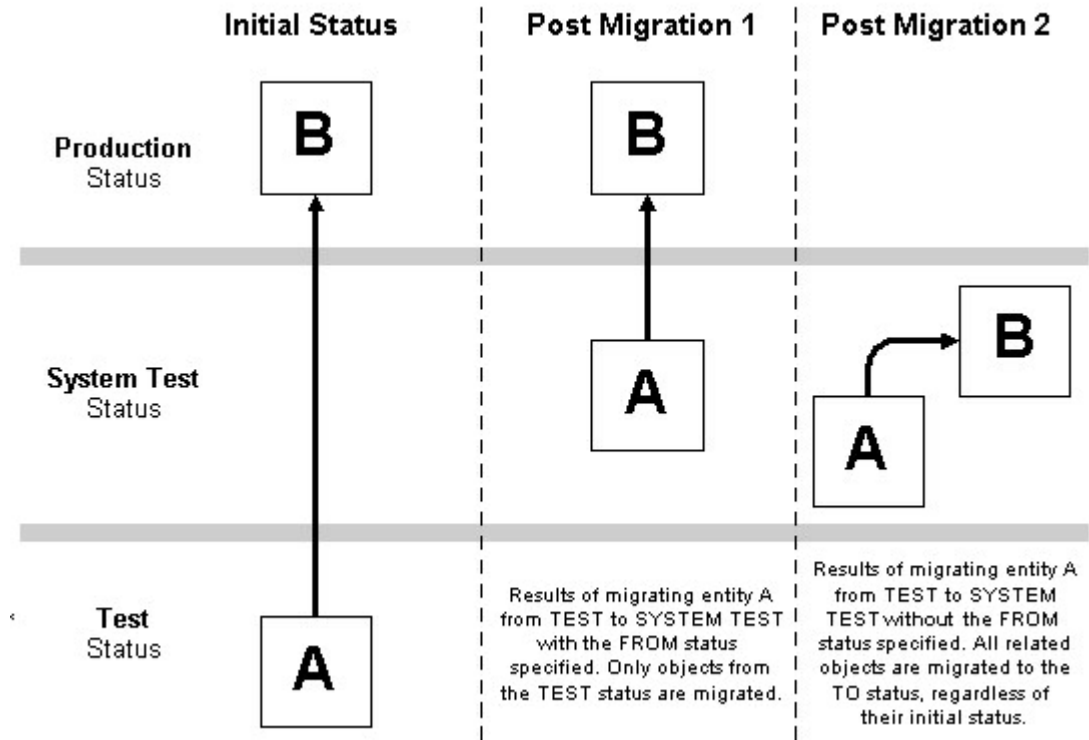 Initial Status
Post Migration 1
Post Migration 2
B
B
Production
Status
B
System Test
Status
A
A
Test
Status
A
Results of migrating entity A
from TEST to SYSTEM TEST
with the FROM status
specified. Only objects from
the TEST status are migrated.
Results of migrating entity A
from TEST to SYSTEM
TEST without the FROM
status specified. All related
objects are migrated to the
TO status, regardless of
their initial status.